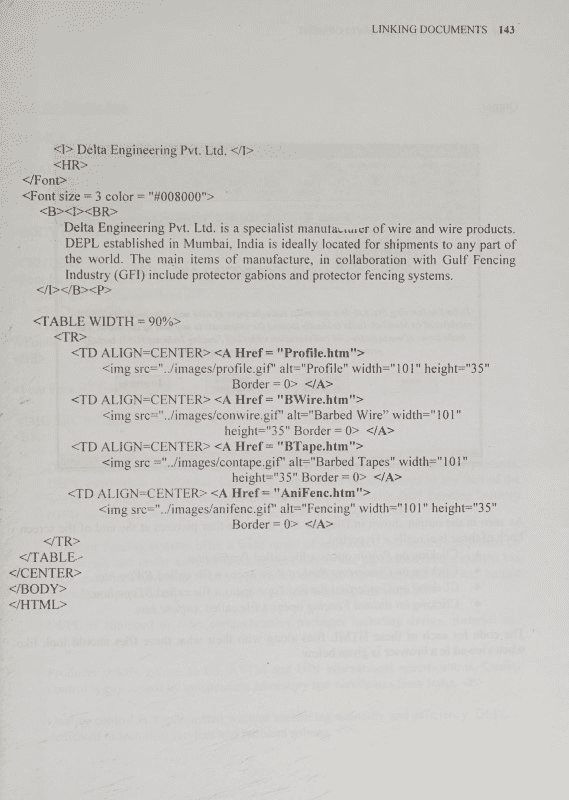 LINKING DOCUMENTS 143
<I> Delta Engineering Pvt. Ltd. </I>
<HR>
</Font>
<Font size = 3 color = "#008000">
<B><I><BR>
Delta Engineering Pvt. Ltd. is a specialist manufacturer of wire and wire products.
DEPL established in Mumbai, India is ideally located for shipments to any part of
the world. The main items of manufacture, in collaboration with Gulf Fencing
Industry (GFI) include protector gabions and protector fencing systems.
</I></B><P>
<TABLE WIDTH = 90%>
<TR>
<TD ALIGN=CENTER> <A Href = "Profile.htm">
<img src="../images/profile.gif" alt="Profile" width="101" height="35"
Border = 0> </A>
<TD ALIGN=CENTER> <A Href = "BWire.htm">
<img src="../images/conwire.gif" alt="Barbed Wire" width="101"
height="35" Border = 0> </A>
<TD ALIGN=CENTER> <A Href = "BTape.htm">
<img src ="../images/contape.gif" alt="Barbed Tapes" width="101"
height="35" Border = 0> </A>
<TD ALIGN=CENTER> <A Href = "AniFenc.htm">
<img src="../images/anifenc.gif" alt="Fencing" width="101" height="35"
Border = 0> </A>
</TR>
</TABLE>
</CENTER>
</BODY>
</HTML>